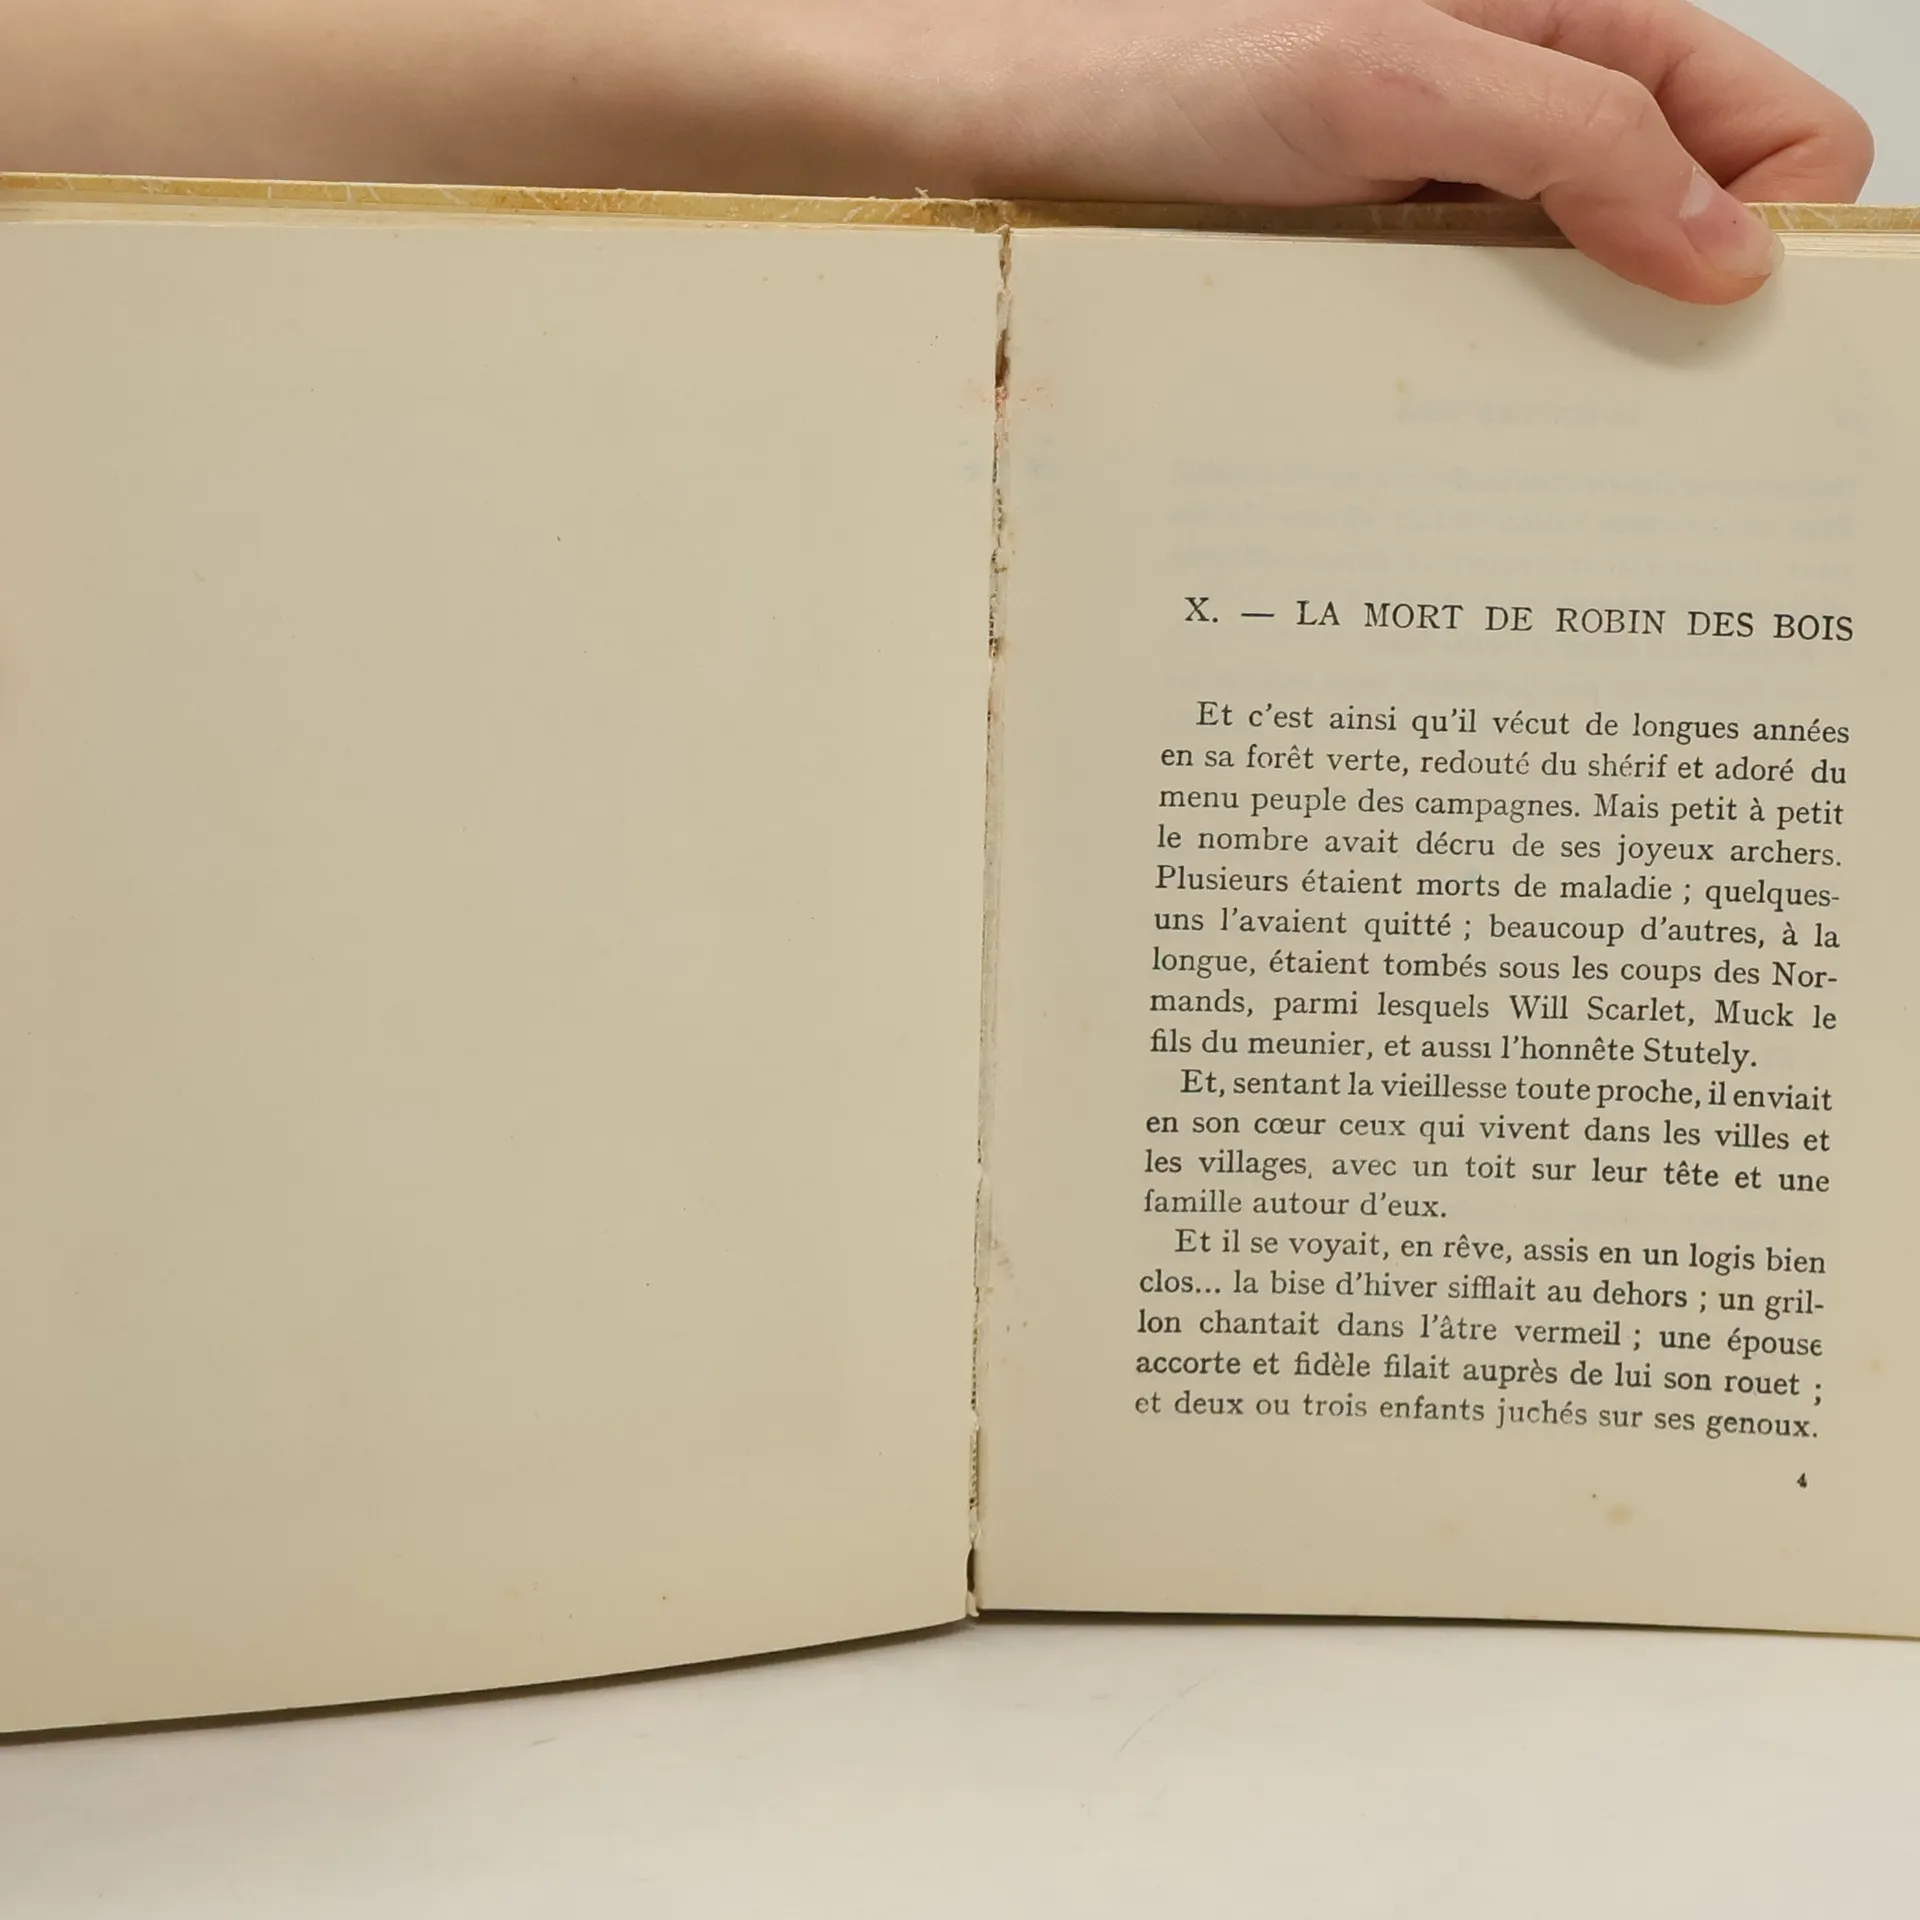 X. — LA MORT DE ROBIN DES BOIS
Et c'est ainsi qu'il vécut de longues années
en sa forêt verte, redouté du shérif et adoré du
menu peuple des campagnes. Mais petit à petit
le nombre avait décru de ses joyeux archers.
Plusieurs étaient morts de maladie ; quelques-
uns l'avaient quitté ; beaucoup d'autres, à la
longue, étaient tombés sous les coups des Nor-
mands, parmi lesquels Will Scarlet, Muck le
fils du meunier, et aussi l'honnête Stutely.
Et, sentant la vieillesse toute proche, il enviait
en son cœur ceux qui vivent dans les villes et
les villages, avec un toit sur leur tête et une
famille autour d'eux.
Et il se voyait, en rêve, assis en un logis bien
clos... la bise d'hiver sifflait au dehors ; un gril-
lon chantait dans l'âtre vermeil ; une épouse
accorte et fidèle filait auprès de lui son rouet ;
et deux ou trois enfants juchés sur ses genoux.
4